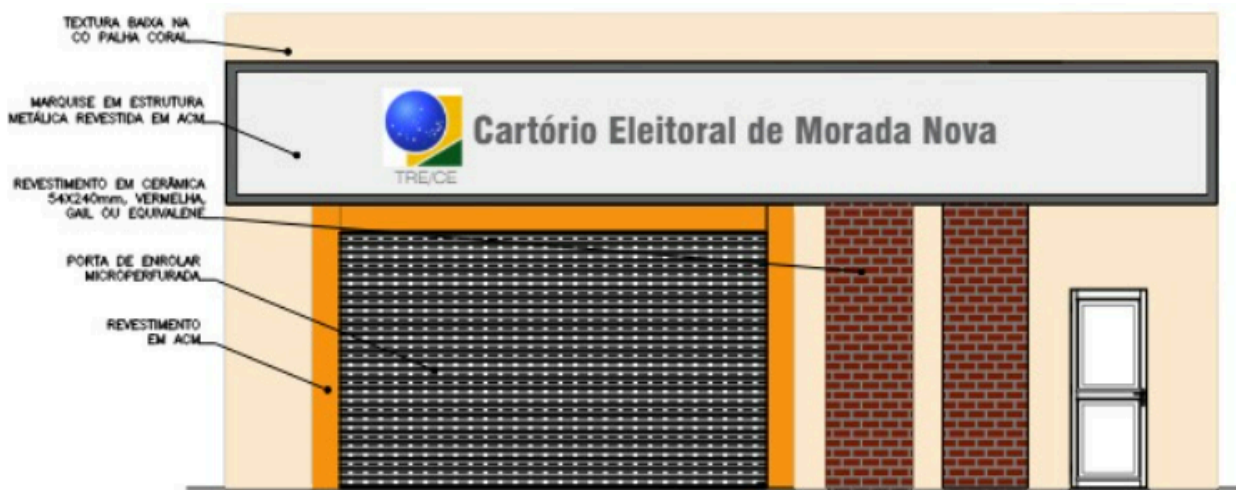 TEXTURA BAIXA NA
CO PALHA CORAL
MARQUISE EM ESTRUTURA
METÁLICA REVESTIDA EM ACM
Cartório Eleitoral de Morada Nova
TRE/CE
REVESTIMENTO EM CERÂMICA
54X240mm, VERMELHA,
GAIL OU EQUIVALENE
PORTA DE ENROLAR
MICROPERFURADA
REVESTIMENTO
EM ACM